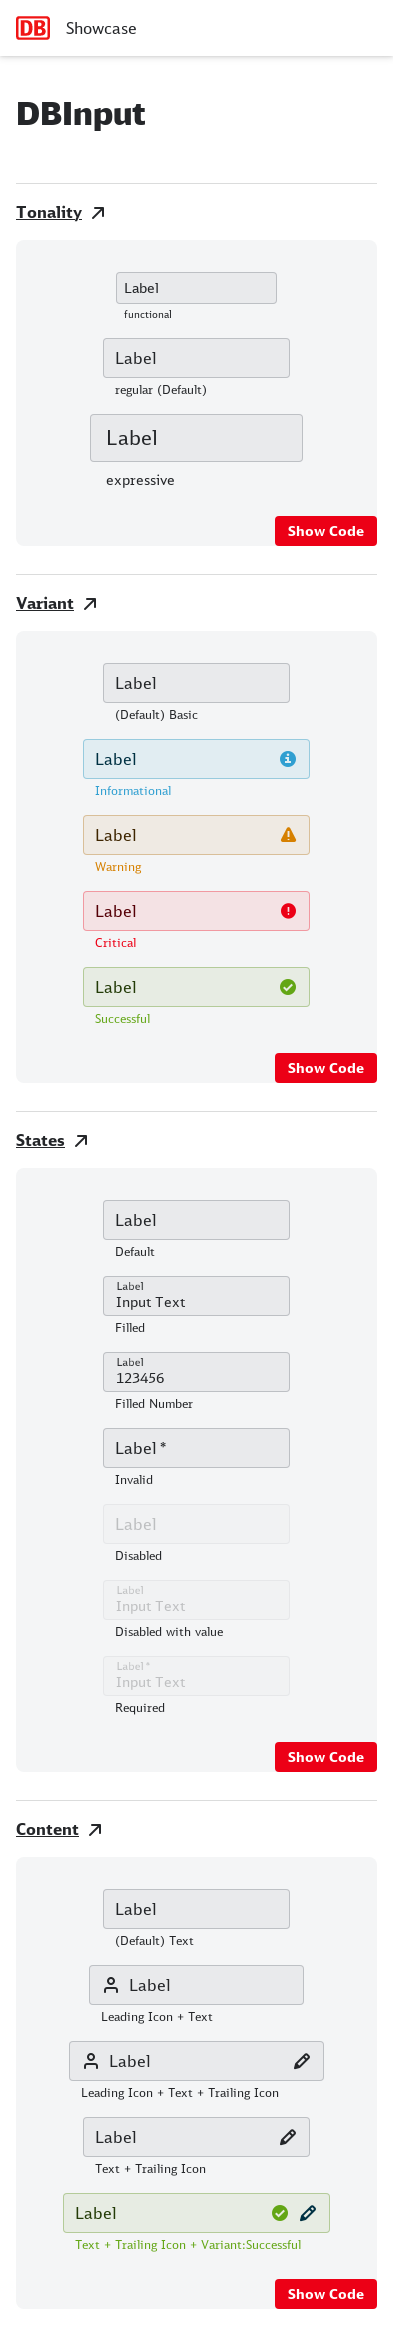 DB Showcase
DBInput
Tonality
Label
functional
Label
regular (Default)
Label
expressive
Show Code
Variant
Label
(Default) Basic
Label
Informational
Label
Warning
Label
Critical
Label
Successful
Show Code
States
Label
Default
Label
Input Text
Filled
Label
123456
Filled Number
Label *
Invalid
Label
Disabled
Label
Input Text
Disabled with value
Label *
Input Text
Required
Show Code
Content
Label
(Default) Text
Label
Leading Icon + Text
Label
Leading Icon + Text + Trailing Icon
Label
Text + Trailing Icon
Label
Text + Trailing Icon + Variant:Successful
Show Code